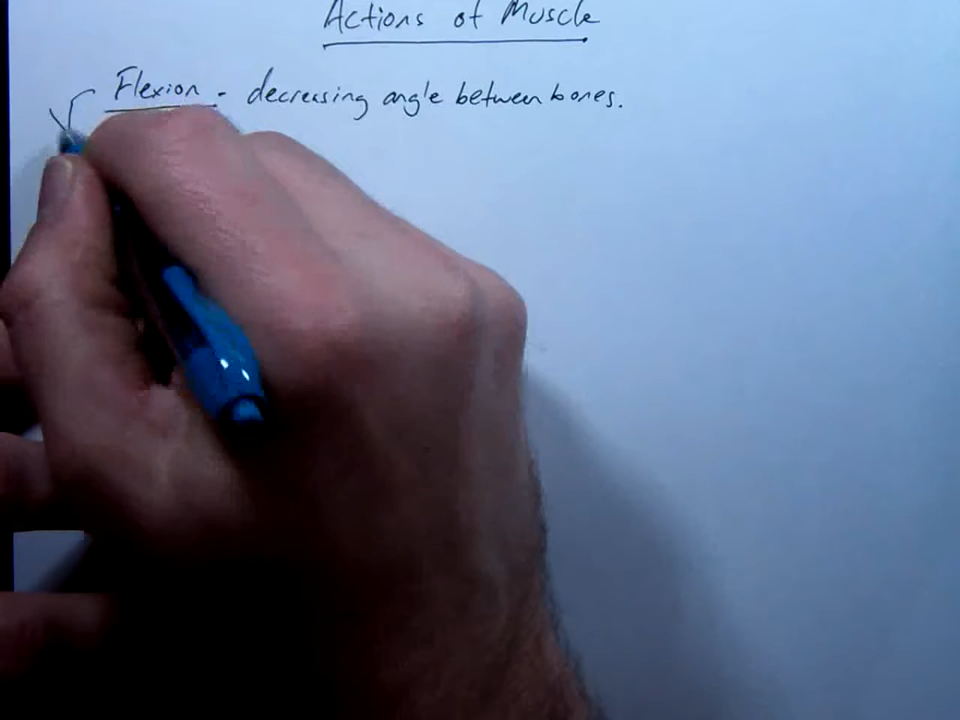 Actions of Muscle
Flexion - decreasing angle between bones.